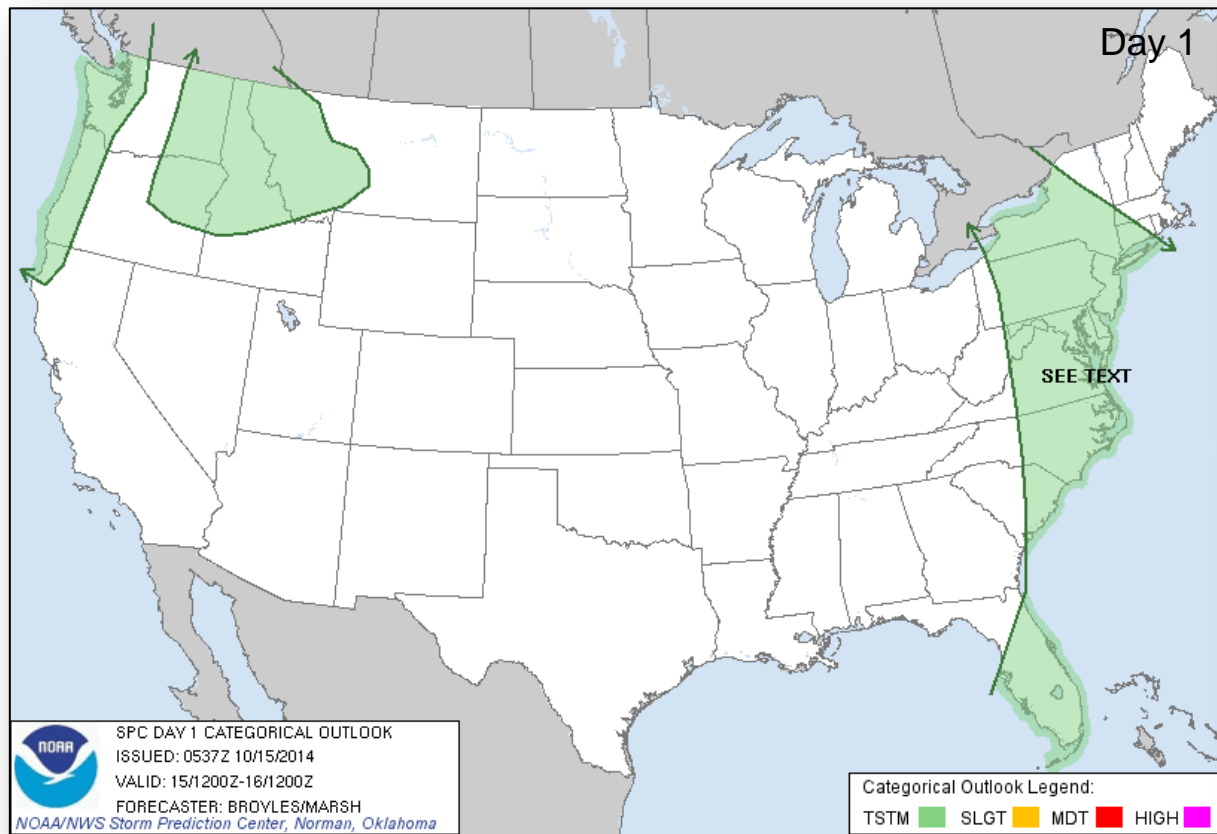 Day 1
SEE TEXT
NOAA
SPC DAY 1 CATEGORICAL OUTLOOK
ISSUED: 0537Z 10/15/2014
VALID: 15/1200Z-16/1200Z
FORECASTER: BROYLES/MARSH
NOAA/NWS Storm Prediction Center, Norman, Oklahoma
Categorical Outlook Legend:
TSTM SLGT MDT HIGH